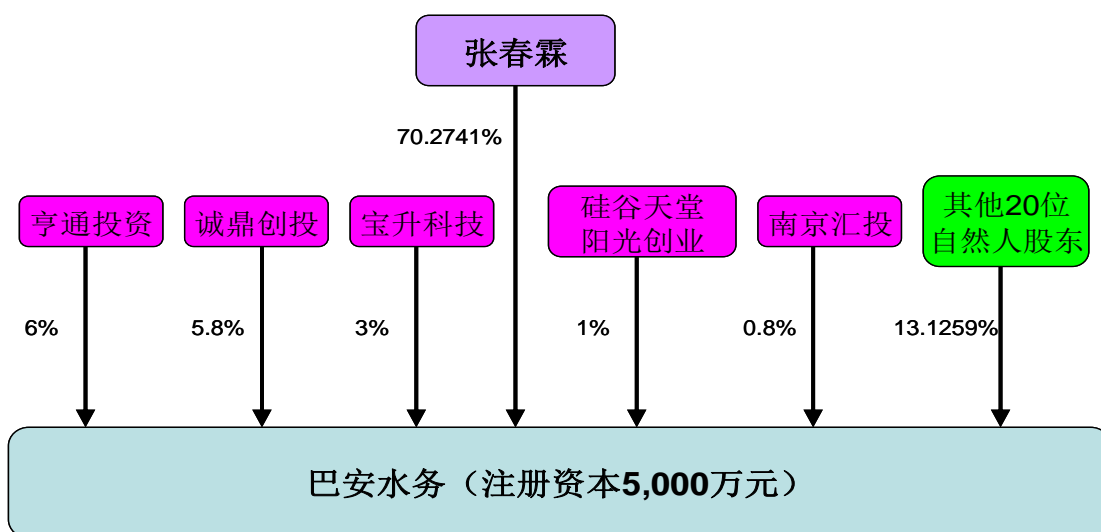 张春霖
70.2741%
亨通投资
诚鼎创投
宝升科技
硅谷天堂
阳光创业
南京汇投
其他20位
自然人股东
6%
5.8%
3%
1%
0.8%
13.1259%
巴安水务（注册资本5,000万元）